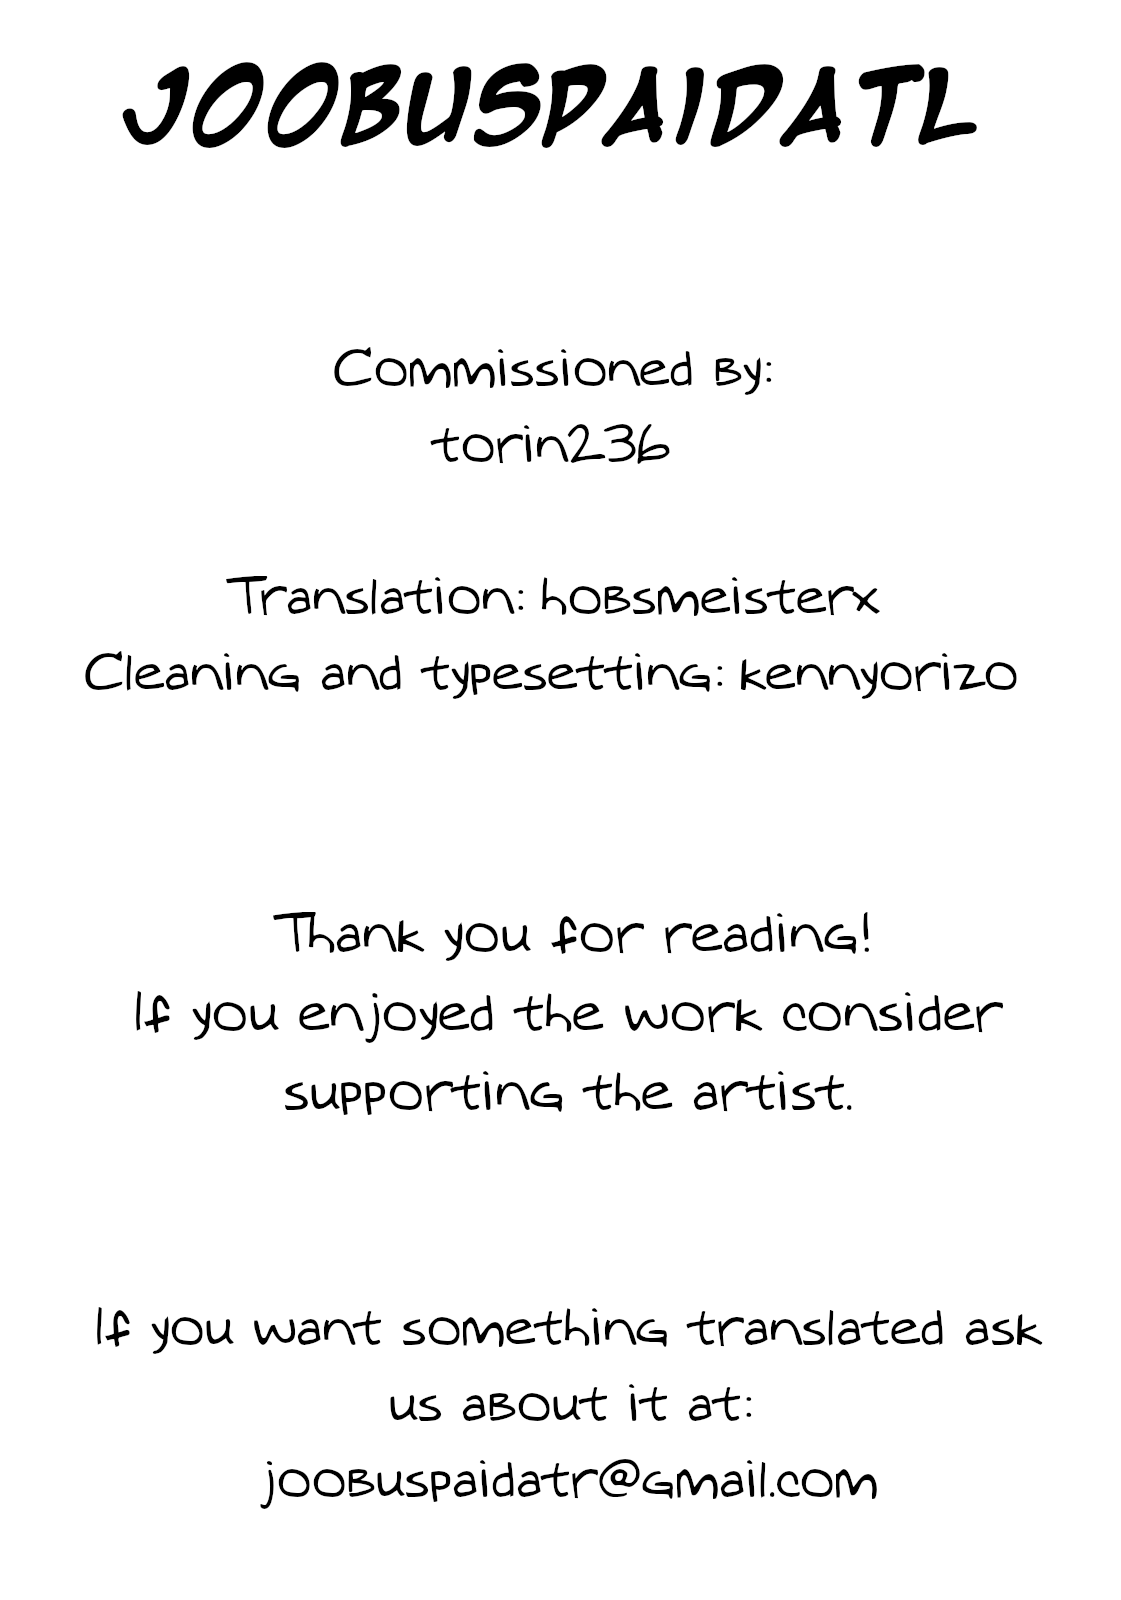 JOOBUSPAIDATL
Commissioned by:
torin236
Translation: hobsmeisterx
Cleaning and typesetting: kennyorizo
Thank you for reading!
If you enjoyed the work consider
supporting the artist.
If you want something translated ask
us about it at:
joobuspaidatr@gmail.com